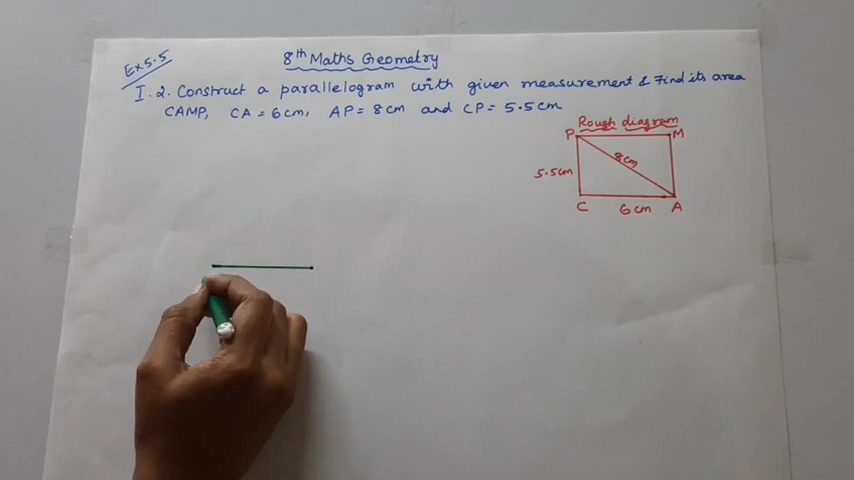 Ex 5.5
8th Maths Geometry
I. 2. Construct a parallelogram with given measurement & Find its area
CAMP, CA = 6cm, AP = 8cm and CP = 5.5cm
Rough diagram
P M
8cm
5.5cm
C 6cm A